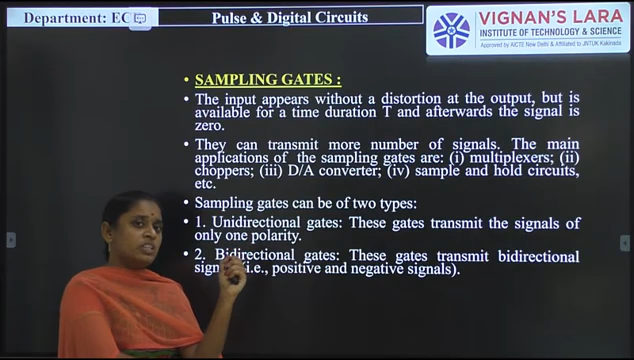 Department: EC
Pulse & Digital Circuits
VIGNAN'S LARA
INSTITUTE OF TECHNOLOGY & SCIENCE
Approved by AICTE New Delhi & Affiliated to JNTUK Kakinada
• SAMPLING GATES :
• The input appears without a distortion at the output, but is
available for a time duration T and afterwards the signal is
zero.
• They can transmit more number of signals. The main
applications of the sampling gates are: (i) multiplexers; (ii)
choppers; (iii) D/A converter; (iv) sample and hold circuits,
etc.
• Sampling gates can be of two types:
• 1. Unidirectional gates: These gates transmit the signals of
only one polarity.
• 2. Bidirectional gates: These gates transmit bidirectional
(i.e., positive and negative signals).